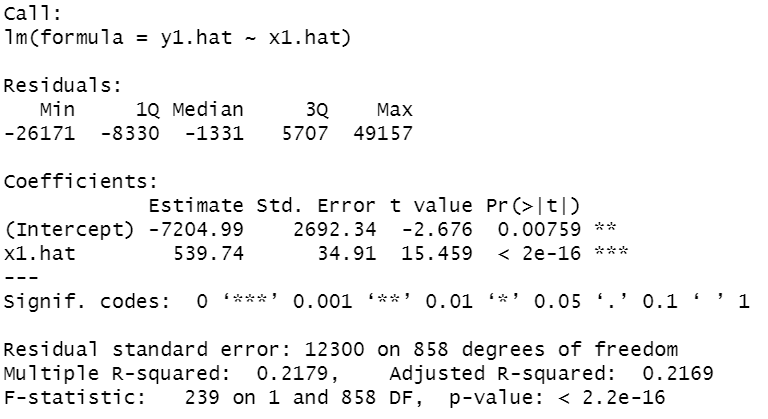 Call:
lm(formula = y1.hat ~ x1.hat)
Residuals:
   Min     1Q Median     3Q    Max
-26171  -8330  -1331   5707  49157
Coefficients:
            Estimate Std. Error t value Pr(>|t|)
(Intercept) -7204.99    2692.34  -2.676  0.00759 **
x1.hat        539.74      34.91  15.459  < 2e-16 ***
---
Signif. codes:  0 ‘***’ 0.001 ‘**’ 0.01 ‘*’ 0.05 ‘.’ 0.1 ‘ ’ 1
Residual standard error: 12300 on 858 degrees of freedom
Multiple R-squared:  0.2179,	Adjusted R-squared:  0.2169
F-statistic:   239 on 1 and 858 DF,  p-value: < 2.2e-16